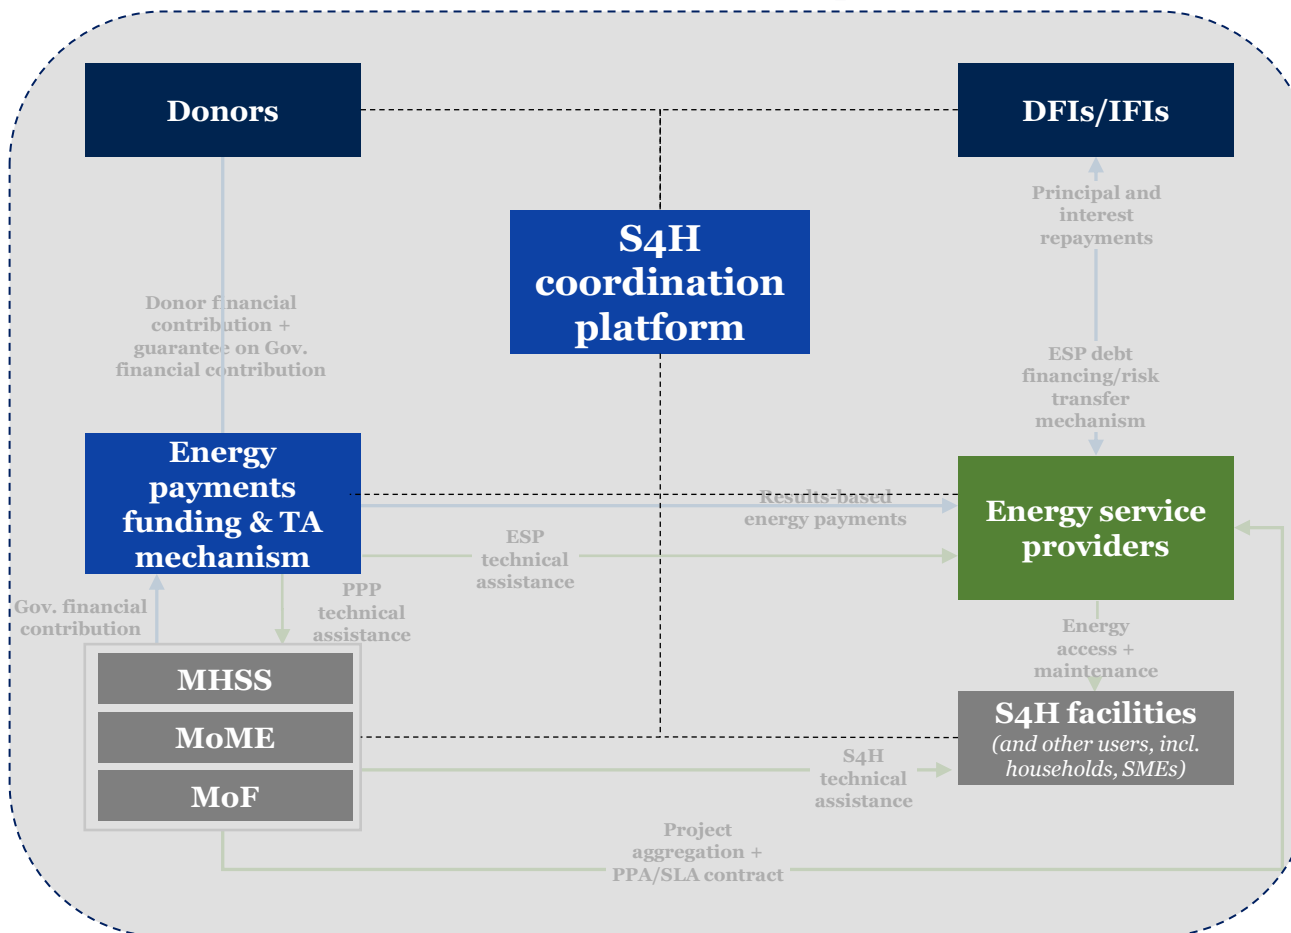 Donors
DFIs/IFIs
Principal and
interest
repayments
S4H
coordination
platform
Donor financial
contribution +
guarantee on Gov.
financial contribution
ESP debt
financing/risk
transfer
mechanism
Energy
payments
funding & TA
mechanism
Results-based
energy payments
Energy service
providers
ESP
technical
assistance
Gov. financial
contribution
PPP
technical
assistance
Energy
access +
maintenance
MHSS
MoME
MoF
S4H facilities
(and other users, incl.
households, SMEs)
S4H
technical
assistance
Project
aggregation +
PPA/SLA contract